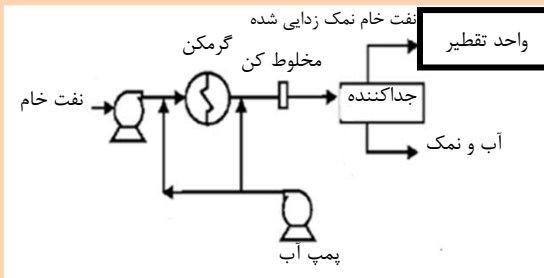 نفت خام نمک زدایی شده
واحد تقطیر
گرمکن
مخلوط کن
جداکننده
نفت خام
آب و نمک
پمپ آب